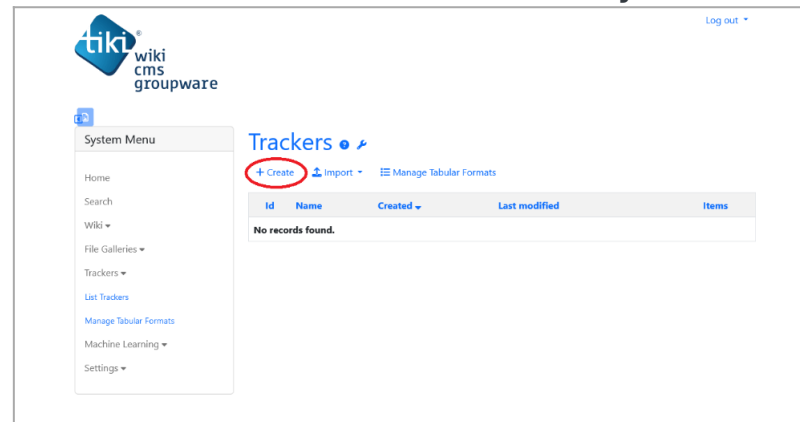 Log out
tiki®
wiki
cms
groupware
System Menu
Home
Search
Wiki
File Galleries
Trackers
List Trackers
Manage Tabular Formats
Machine Learning
Settings
Trackers
+ Create Import Manage Tabular Formats
Id Name Created Last modified Items
No records found.